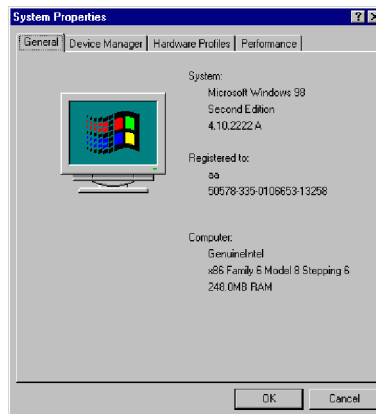 System Properties
General
Device Manager
Hardware Profiles
Performance
System:
Microsoft Windows 98
Second Edition
4.10.2222 A
Registered to:
aa
50578-335-0106653-13258
Computer:
GenuineIntel
x86 Family 6 Model 8 Stepping 6
248.0MB RAM
OK
Cancel